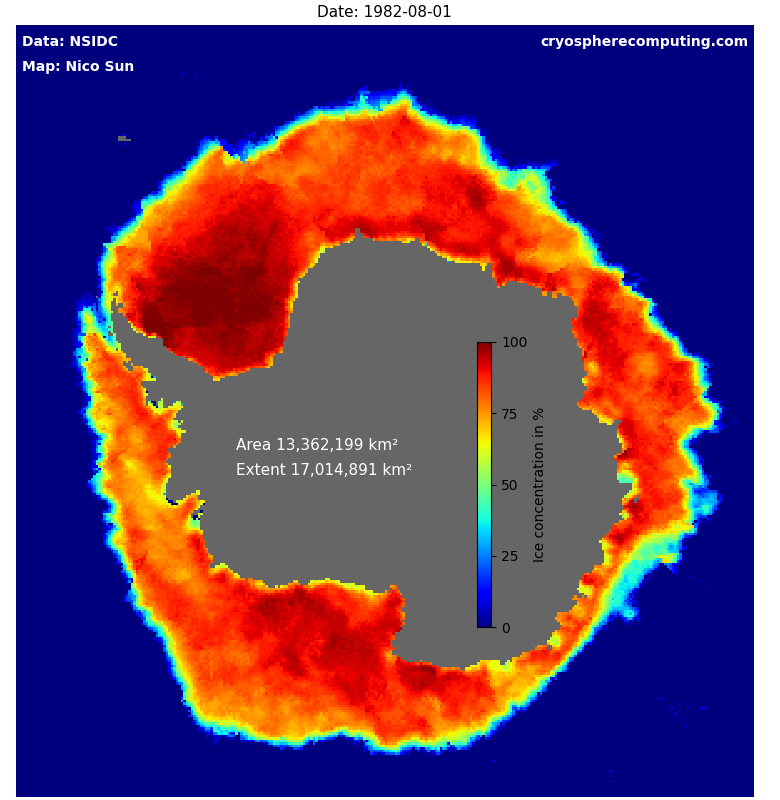 Date: 1982-08-01
Data: NSIDC
cryospherecomputing.com
Map: Nico Sun
100
75
50
25
0
Ice concentration in %
Area 13,362,199 km²
Extent 17,014,891 km²